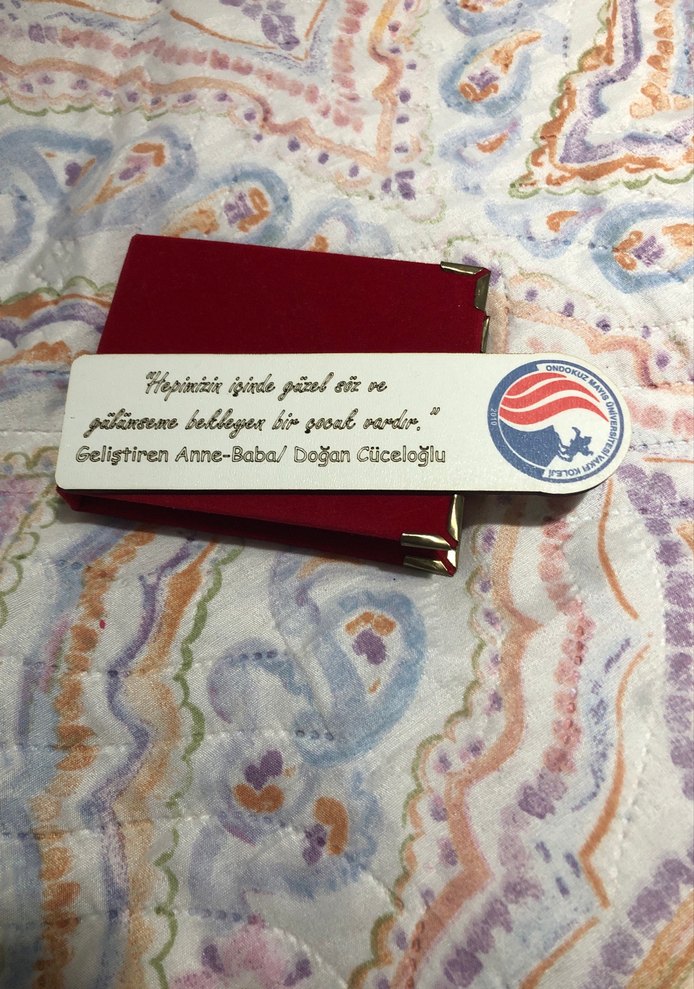 "Hepimizin içinde güzel söz ve
gülümseme bekleyen bir çocuk vardır."
Geliştiren Anne-Baba/ Doğan Cüceloğlu
ONDOKUZ MAYIS ÜNİVERSİTESİ VAKFI KOLEJİ
2010